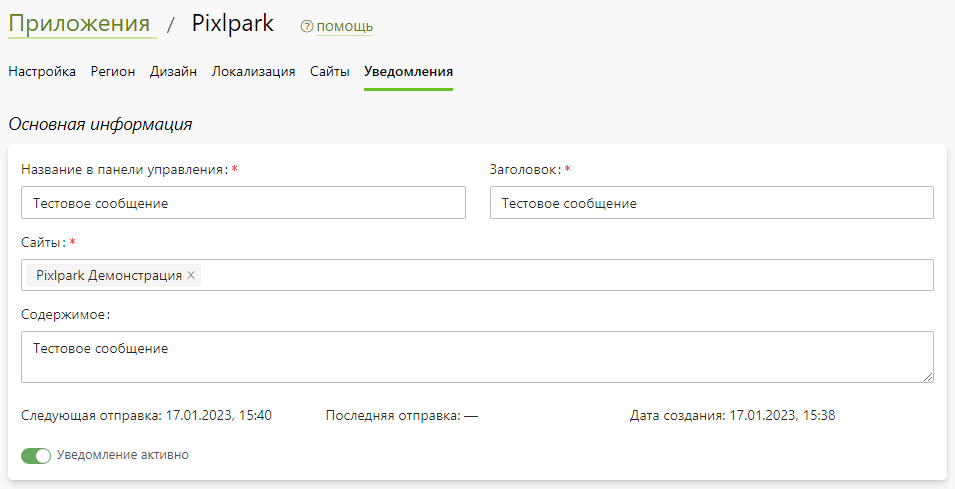 Приложения / Pixlpark ? помощь
Настройка Регион Дизайн Локализация Сайты Уведомления
Основная информация
Название в панели управления: * Заголовок: *
Тестовое сообщение Тестовое сообщение
Сайты: *
Pixlpark Демонстрация ×
Содержимое:
Тестовое сообщение
Следующая отправка: 17.01.2023, 15:40 Последняя отправка: — Дата создания: 17.01.2023, 15:38
Уведомление активно